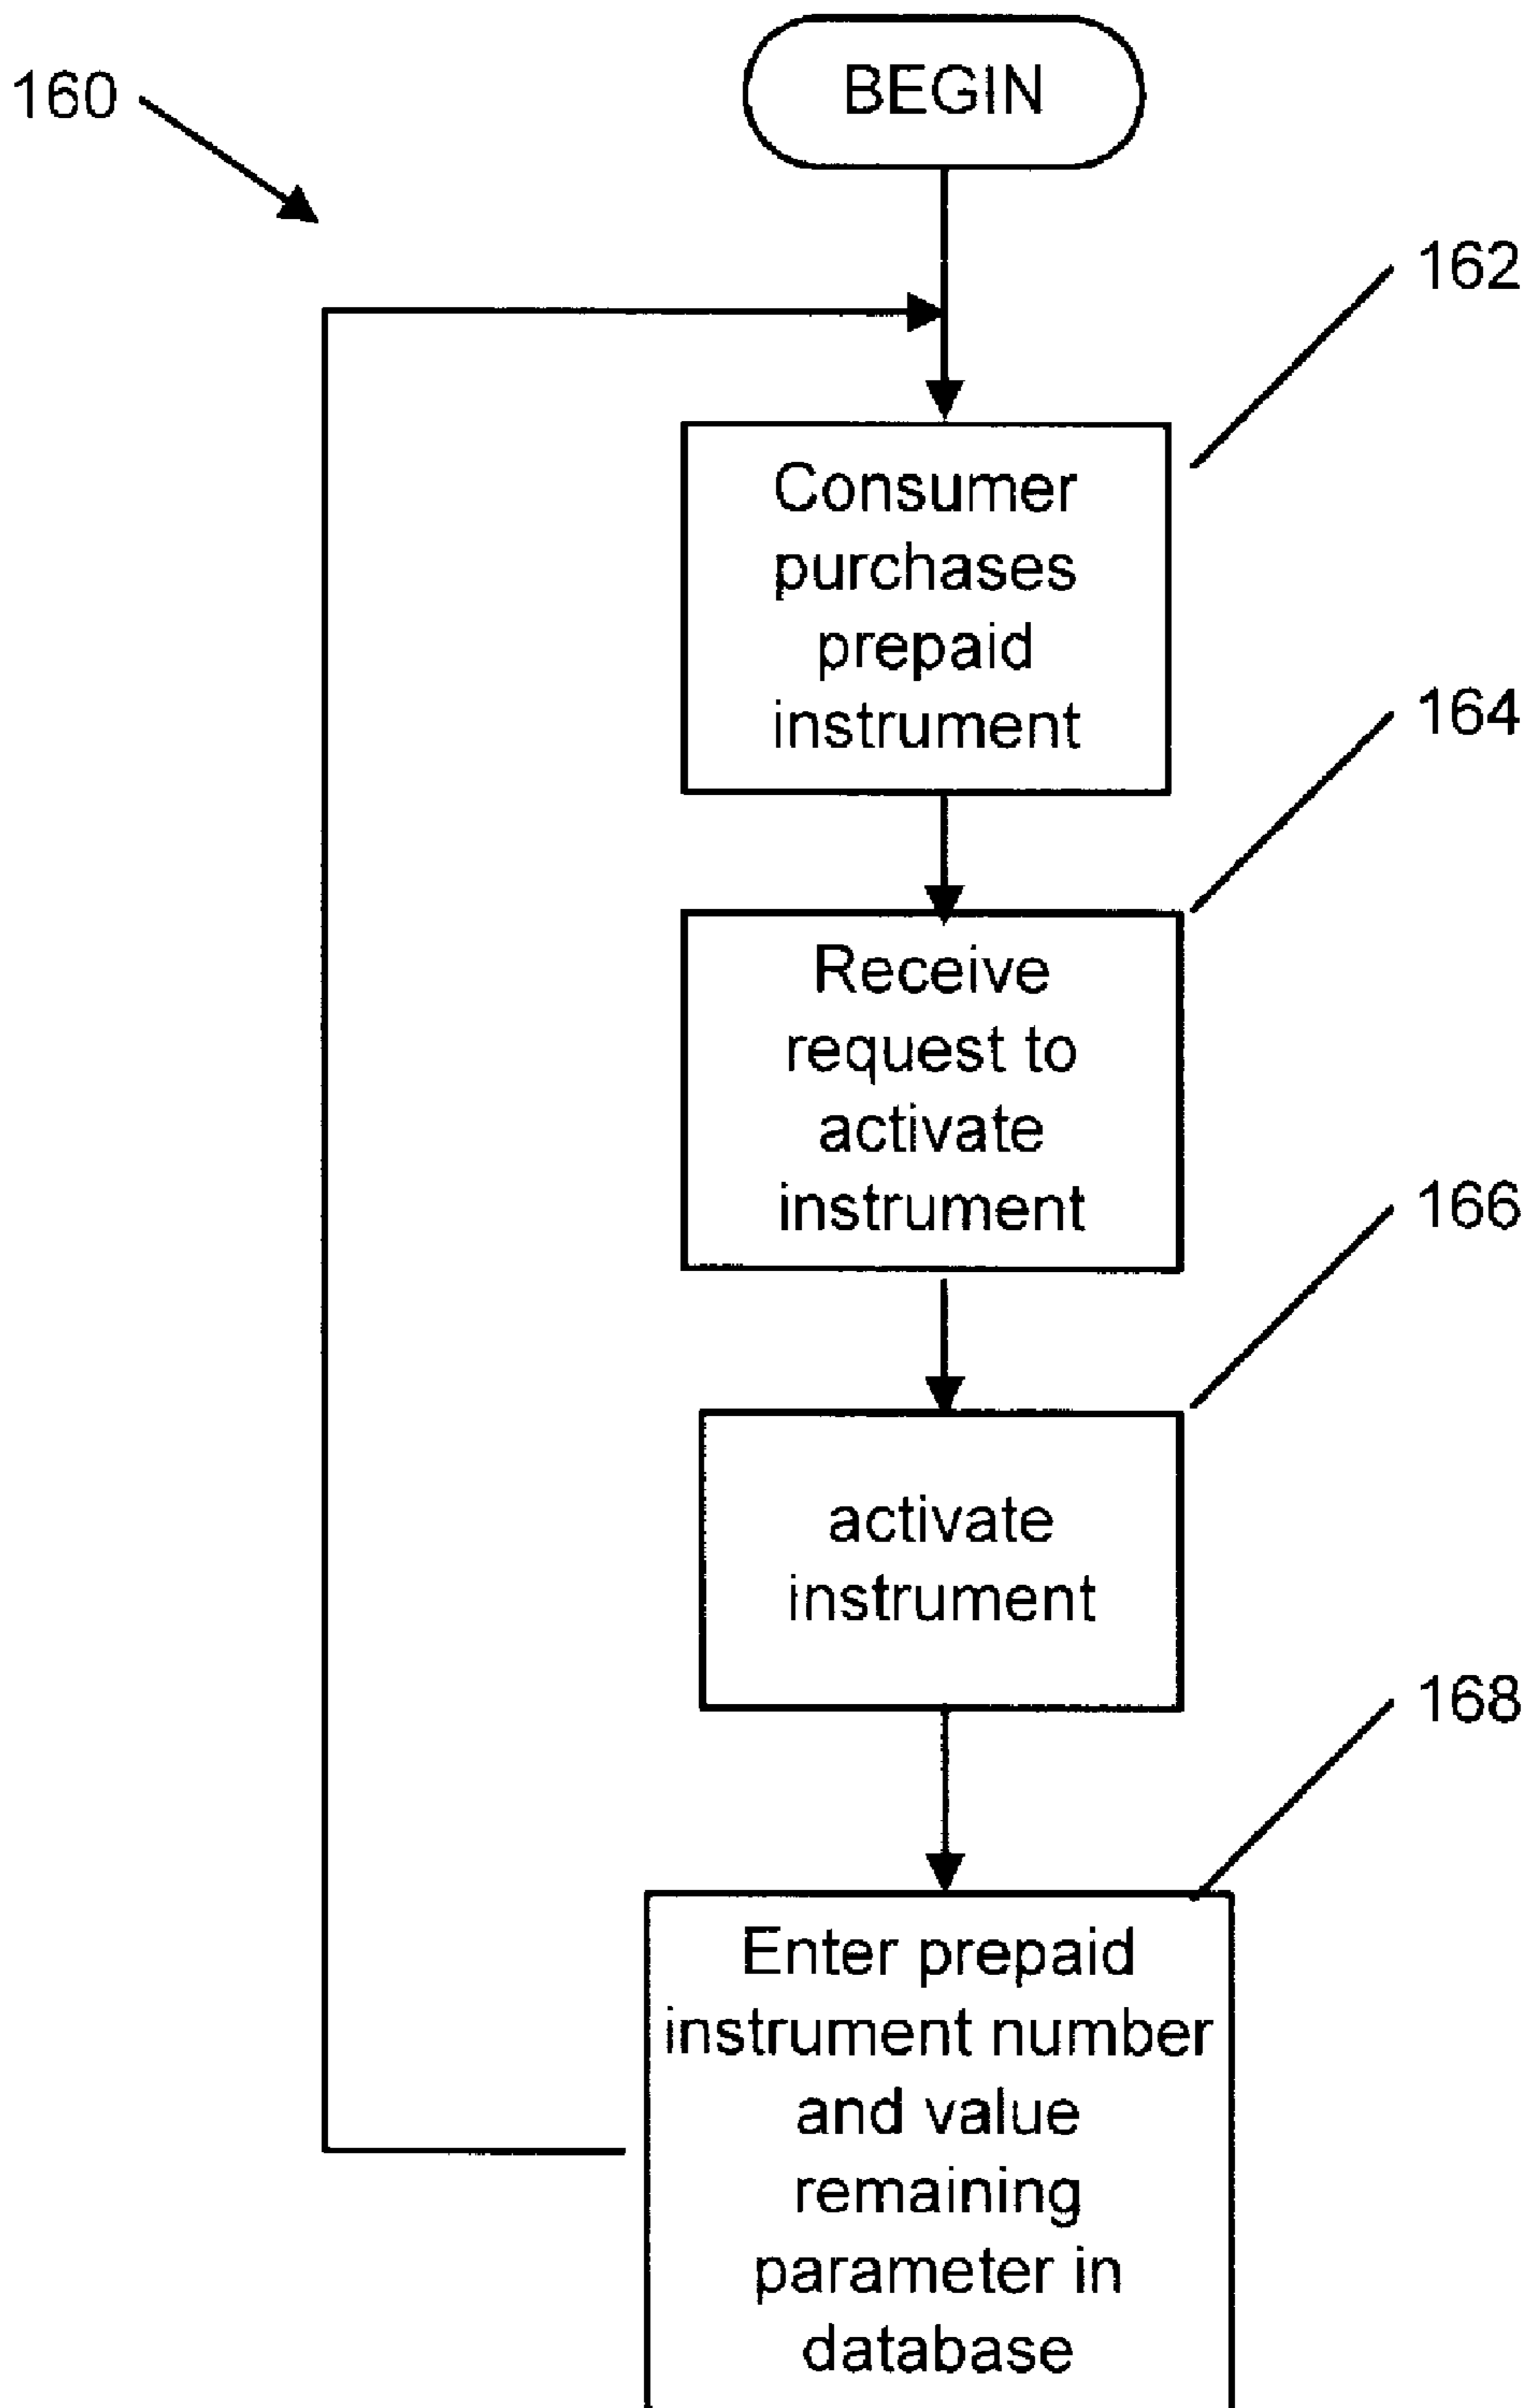 160
BEGIN
162
Consumer
purchases
prepaid
instrument
164
Receive
request to
activate
instrument
166
activate
instrument
168
Enter prepaid
instrument number
and value
remaining
parameter in
database